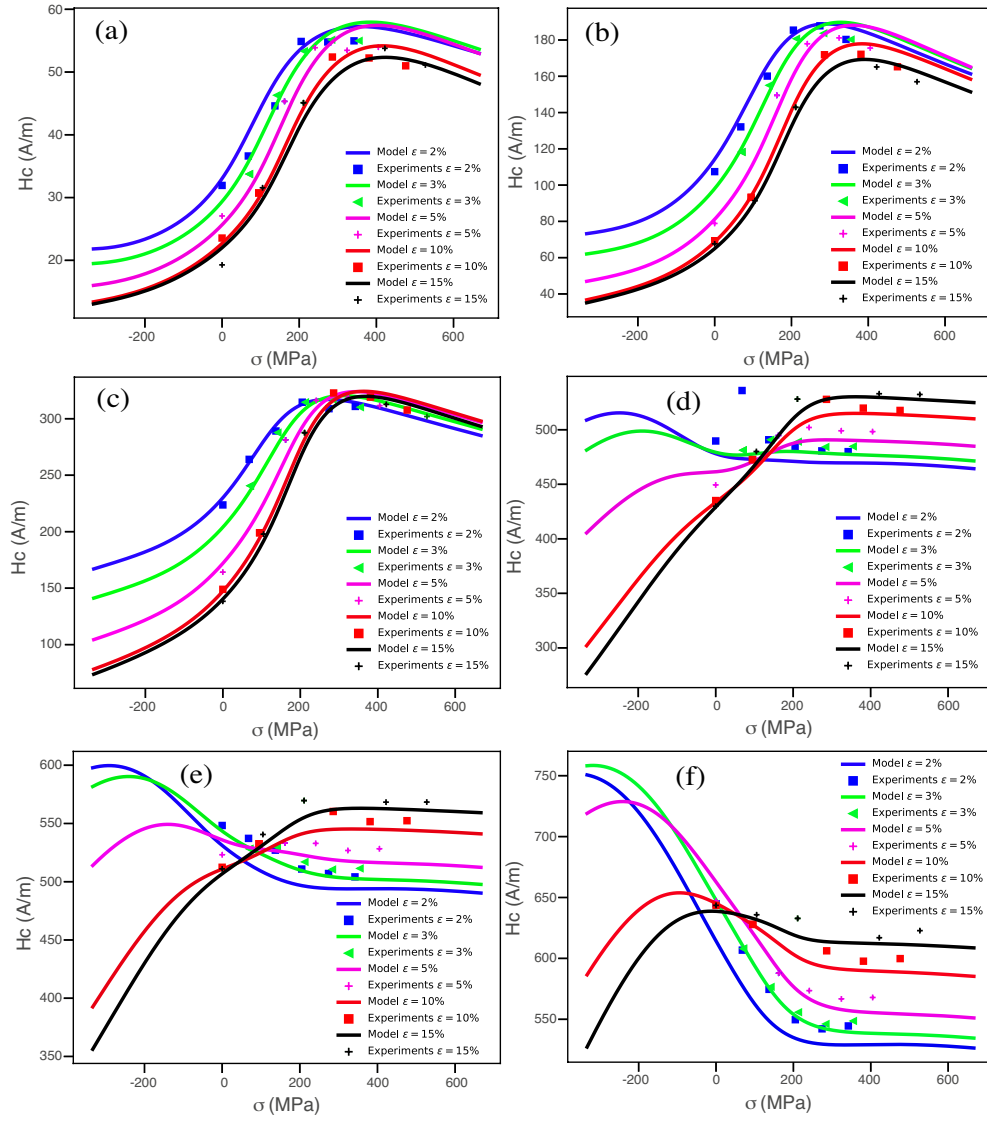 (a)
Hc (A/m)
60
50
40
30
20
Model ε = 2%
Experiments ε = 2%
Model ε = 3%
Experiments ε = 3%
Model ε = 5%
Experiments ε = 5%
Model ε = 10%
Experiments ε = 10%
Model ε = 15%
Experiments ε = 15%
-200 0 200 400 600
σ (MPa)
(b)
Hc (A/m)
180
160
140
120
100
80
60
40
Model ε = 2%
Experiments ε = 2%
Model ε = 3%
Experiments ε = 3%
Model ε = 5%
Experiments ε = 5%
Model ε = 10%
Experiments ε = 10%
Model ε = 15%
Experiments ε = 15%
-200 0 200 400 600
σ (MPa)
(c)
Hc (A/m)
300
250
200
150
100
Model ε = 2%
Experiments ε = 2%
Model ε = 3%
Experiments ε = 3%
Model ε = 5%
Experiments ε = 5%
Model ε = 10%
Experiments ε = 10%
Model ε = 15%
Experiments ε = 15%
-200 0 200 400 600
σ (MPa)
(d)
Hc (A/m)
500
450
400
350
300
Model ε = 2%
Experiments ε = 2%
Model ε = 3%
Experiments ε = 3%
Model ε = 5%
Experiments ε = 5%
Model ε = 10%
Experiments ε = 10%
Model ε = 15%
Experiments ε = 15%
-200 0 200 400 600
σ (MPa)
(e)
Hc (A/m)
600
550
500
450
400
350
Model ε = 2%
Experiments ε = 2%
Model ε = 3%
Experiments ε = 3%
Model ε = 5%
Experiments ε = 5%
Model ε = 10%
Experiments ε = 10%
Model ε = 15%
Experiments ε = 15%
-200 0 200 400 600
σ (MPa)
(f)
Hc (A/m)
750
700
650
600
550
Model ε = 2%
Experiments ε = 2%
Model ε = 3%
Experiments ε = 3%
Model ε = 5%
Experiments ε = 5%
Model ε = 10%
Experiments ε = 10%
Model ε = 15%
Experiments ε = 15%
-200 0 200 400 600
σ (MPa)